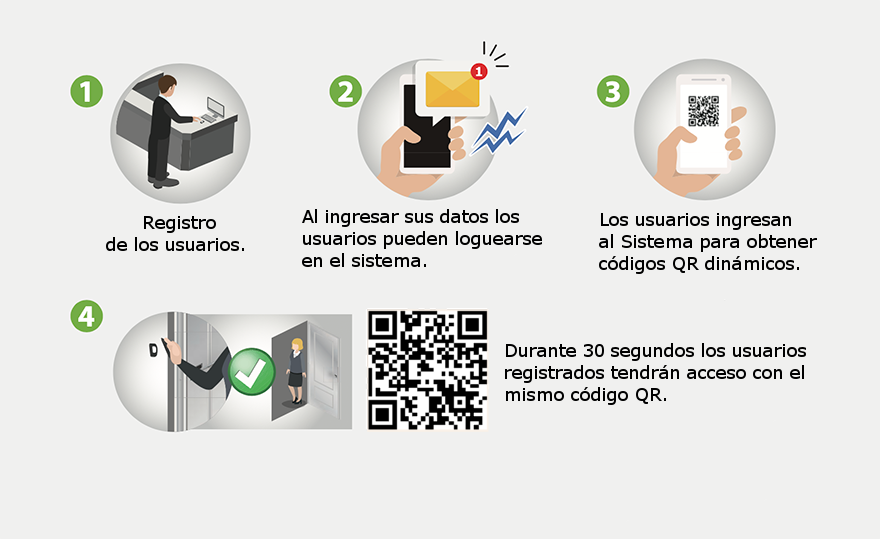 1
Registro
de los usuarios.
2
1
Al ingresar sus datos los
usuarios pueden loguearse
en el sistema.
3
Los usuarios ingresan
al Sistema para obtener
códigos QR dinámicos.
4
Durante 30 segundos los usuarios
registrados tendrán acceso con el
mismo código QR.